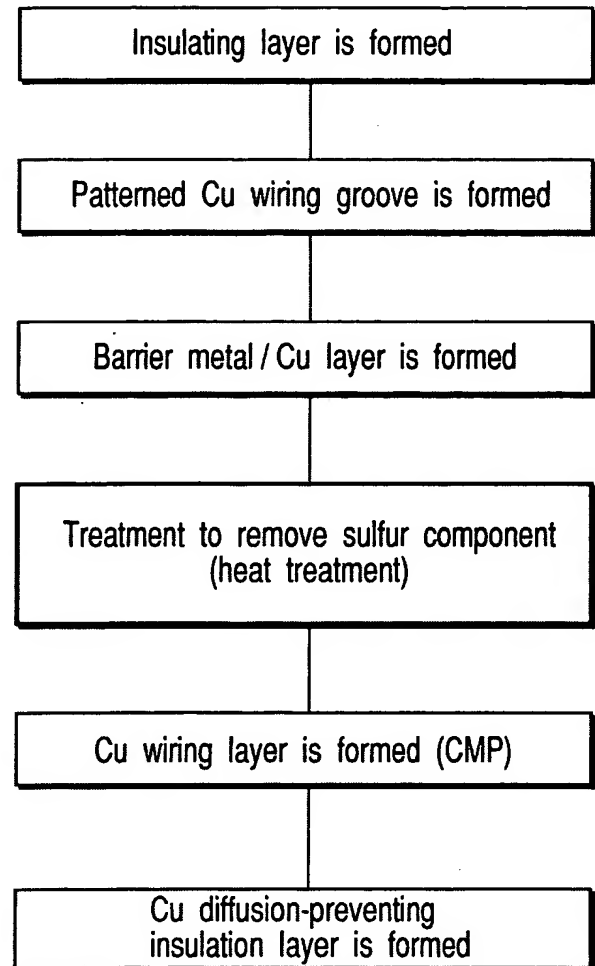 Insulating layer is formed
Patterned Cu wiring groove is formed
Barrier metal / Cu layer is formed
Treatment to remove sulfur component
(heat treatment)
Cu wiring layer is formed (CMP)
Cu diffusion-preventing
insulation layer is formed